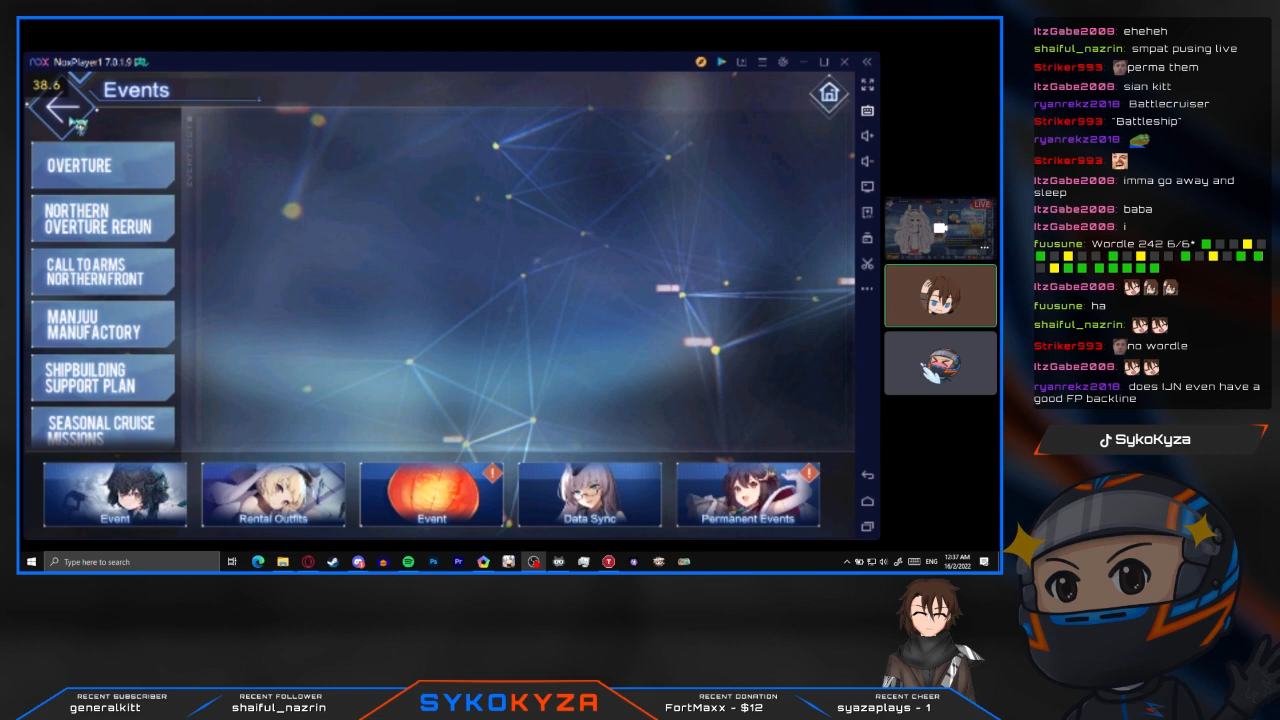 nox NoxPlayer1 7.0.1.9
38.6
Events
OVERTURE
NORTHERN
OVERTURE RERUN
CALL TO ARMS
NORTHERN FRONT
MANJUU
MANUFACTORY
SHIPBUILDING
SUPPORT PLAN
SEASONAL CRUISE
MISSIONS
Event
Rental Outfits
Event
Data Sync
Permanent Events
LIVE
Type here to search
ENG
12:37 AM
16/2/2022
ItzGabe2008: eheheh
shaiful_nazrin: smpat pusing live
Striker993: perma them
ItzGabe2008: sian kitt
ryanrekz2018: Battlecruiser
Striker993: "Battleship"
ryanrekz2018:
Striker993:
ItzGabe2008: imma go away and
sleep
ItzGabe2008: baba
ItzGabe2008: i
fuusune: Wordle 242 6/6*
ItzGabe2008:
fuusune: ha
shaiful_nazrin:
Striker993: no wordle
ItzGabe2008:
ryanrekz2018: does IJN even have a
good FP backline
SykoKyza
RECENT SUBSCRIBER
generalkitt
RECENT FOLLOWER
shaiful_nazrin
SYKOKYZA
RECENT DONATION
FortMaxx - $12
RECENT CHEER
syazaplays - 1